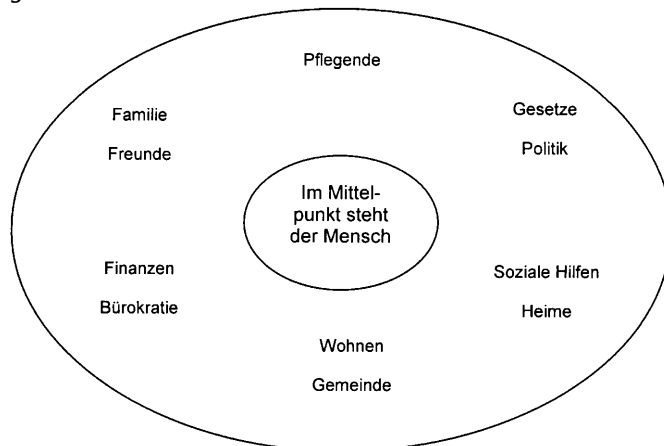 Pflegende
Familie
Freunde
Gesetze
Politik
Im Mittel-
punkt steht
der Mensch
Finanzen
Bürokratie
Soziale Hilfen
Heime
Wohnen
Gemeinde